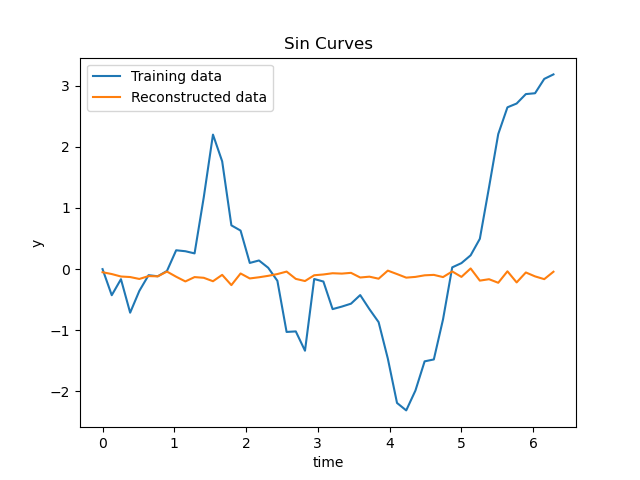 Sin Curves
Training data
Reconstructed data
3
2
1
0
−1
−2
y
0 1 2 3 4 5 6
time